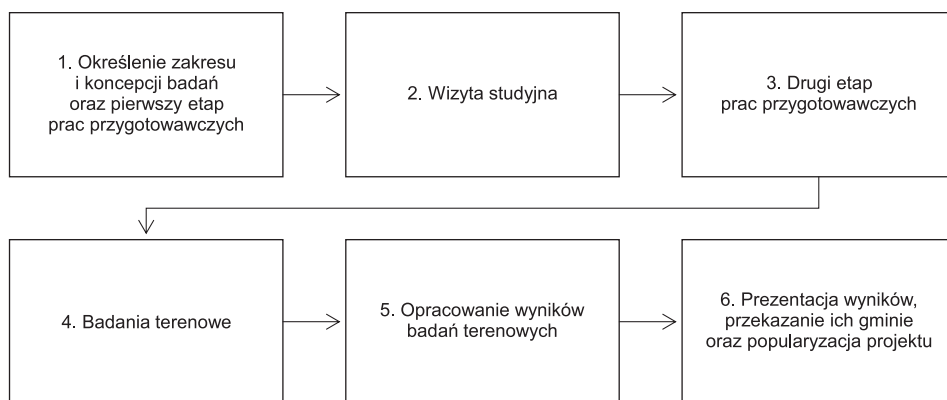 1. Określenie zakresu
i koncepcji badań
oraz pierwszy etap
prac przygotowawczych
2. Wizyta studyjna
3. Drugi etap
prac przygotowawczych
4. Badania terenowe
5. Opracowanie wyników
badań terenowych
6. Prezentacja wyników,
przekazanie ich gminie
oraz popularyzacja projektu